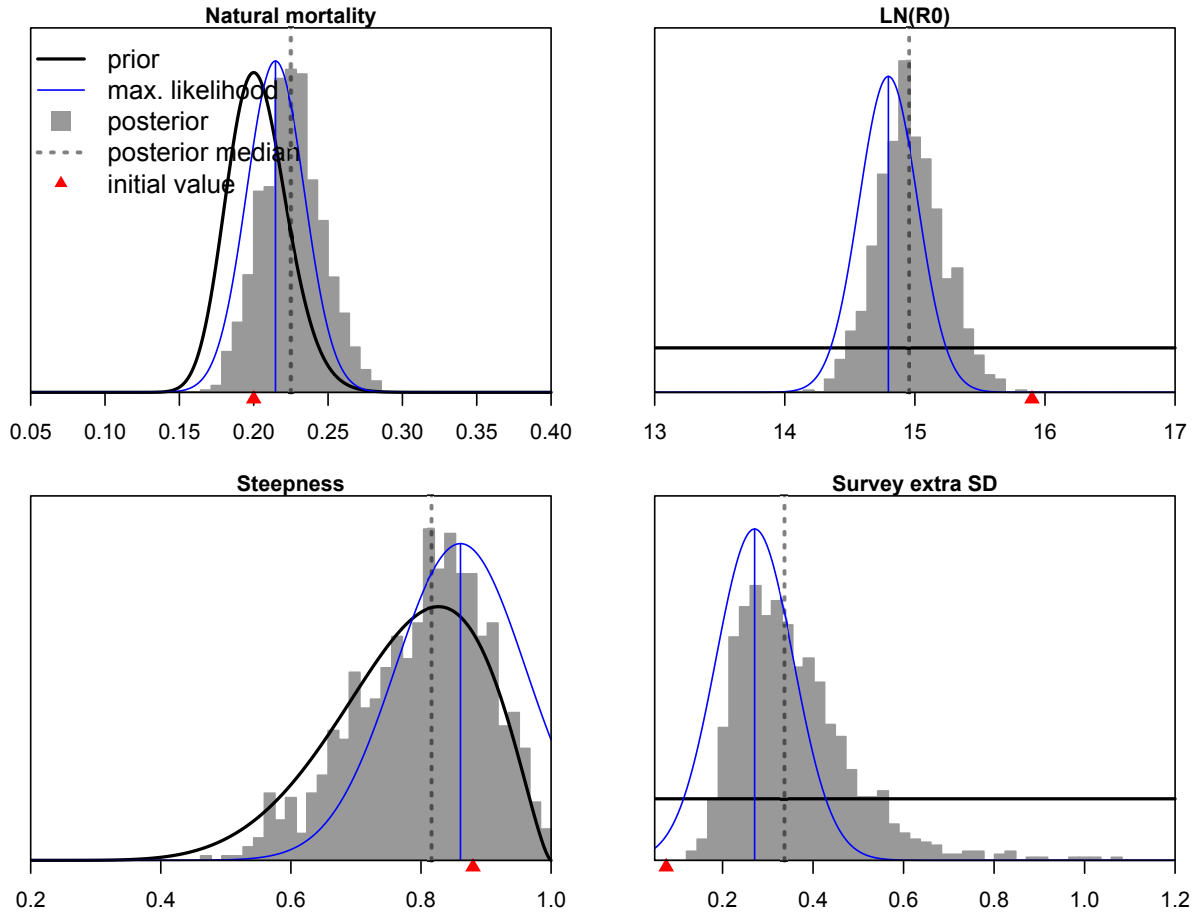 Natural mortality
prior
max. likelihood
posterior
posterior median
initial value
0.05 0.10 0.15 0.20 0.25 0.30 0.35 0.40
LN(R0)
13 14 15 16 17
Steepness
0.2 0.4 0.6 0.8 1.0
Survey extra SD
0.2 0.4 0.6 0.8 1.0 1.2